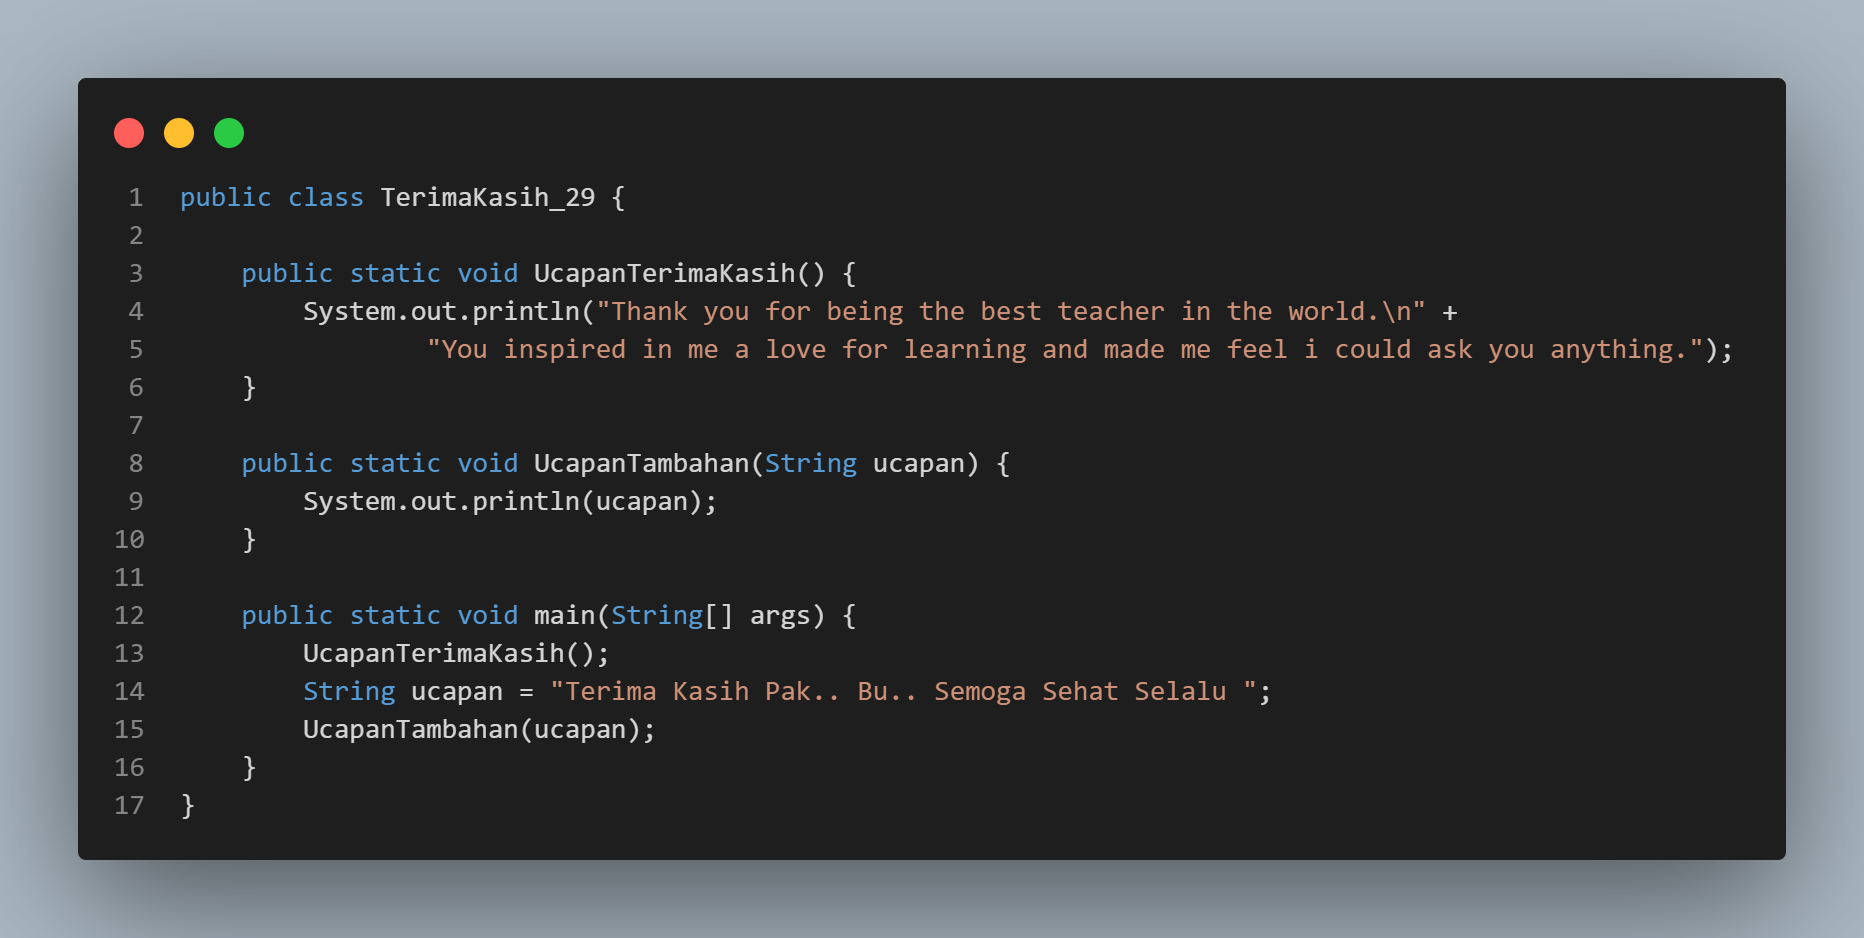 1 public class TerimaKasih_29 {
2
3     public static void UcapanTerimaKasih() {
4         System.out.println("Thank you for being the best teacher in the world.\n" +
5                 "You inspired in me a love for learning and made me feel i could ask you anything.");
6     }
7
8     public static void UcapanTambahan(String ucapan) {
9         System.out.println(ucapan);
10     }
11
12     public static void main(String[] args) {
13         UcapanTerimaKasih();
14         String ucapan = "Terima Kasih Pak.. Bu.. Semoga Sehat Selalu ";
15         UcapanTambahan(ucapan);
16     }
17 }